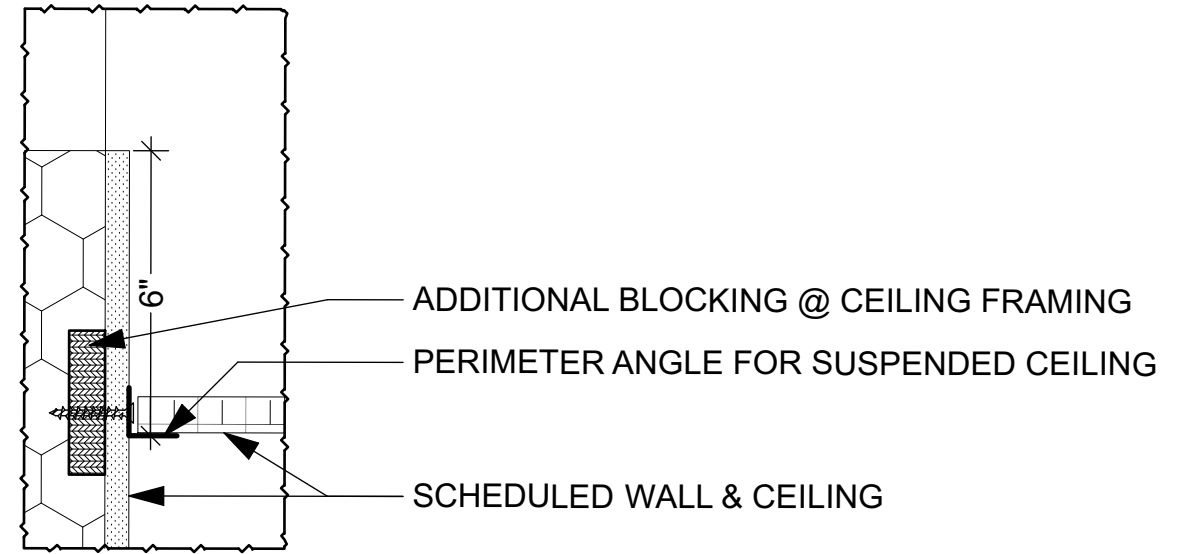 6"
ADDITIONAL BLOCKING @ CEILING FRAMING
PERIMETER ANGLE FOR SUSPENDED CEILING
SCHEDULED WALL & CEILING